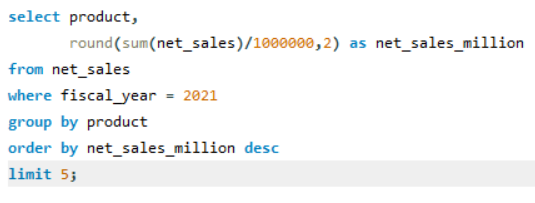 select product,
       round(sum(net_sales)/1000000,2) as net_sales_million
from net_sales
where fiscal_year = 2021
group by product
order by net_sales_million desc
limit 5;